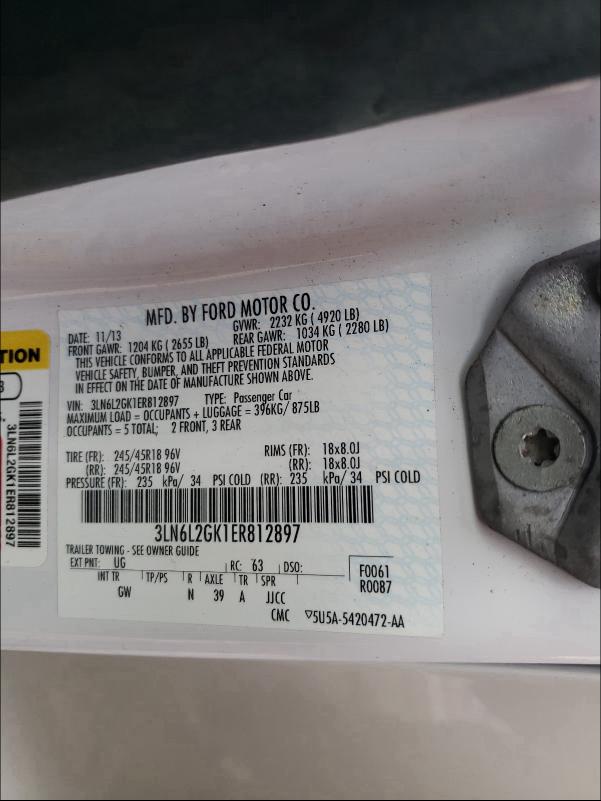 MFD. BY FORD MOTOR CO.
DATE: 11/13 GVWR: 2232 KG ( 4920 LB)
FRONT GAWR: 1204 KG ( 2655 LB) REAR GAWR: 1034 KG ( 2280 LB)
THIS VEHICLE CONFORMS TO ALL APPLICABLE FEDERAL MOTOR
VEHICLE SAFETY, BUMPER, AND THEFT PREVENTION STANDARDS
IN EFFECT ON THE DATE OF MANUFACTURE SHOWN ABOVE.
VIN: 3LN6L2GK1ER812897 TYPE: Passenger Car
MAXIMUM LOAD = OCCUPANTS + LUGGAGE = 396KG/ 875LB
OCCUPANTS = 5 TOTAL; 2 FRONT, 3 REAR
TIRE (FR): 245/45R18 96V RIMS (FR): 18x8.0J
(RR): 245/45R18 96V (RR): 18x8.0J
PRESSURE (FR): 235 kPa/ 34 PSI COLD (RR): 235 kPa/ 34 PSI COLD
3LN6L2GK1ER812897
TRAILER TOWING - SEE OWNER GUIDE
EXT PNT: UG RC: 63 DSO: F0061
INT TR TP/PS R AXLE TR SPR R0087
GW N 39 A JJCC
CMC ▽5U5A-5420472-AA
TION
3LN6L2GK1ER812897